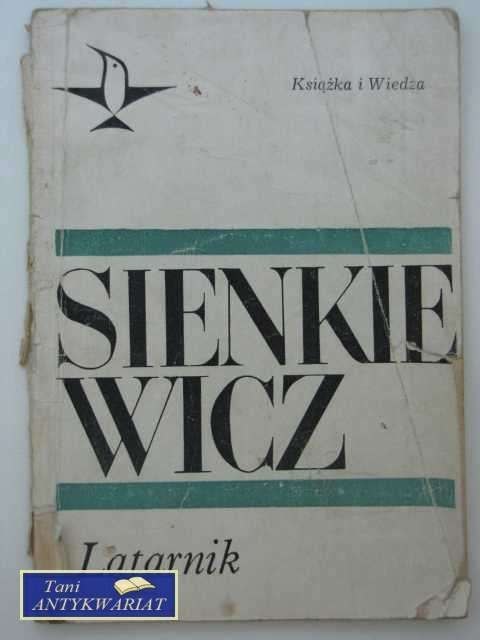 Książka i Wiedza
SIENKIE
WICZ
Latarnik
Tani
ANTYKWARIAT